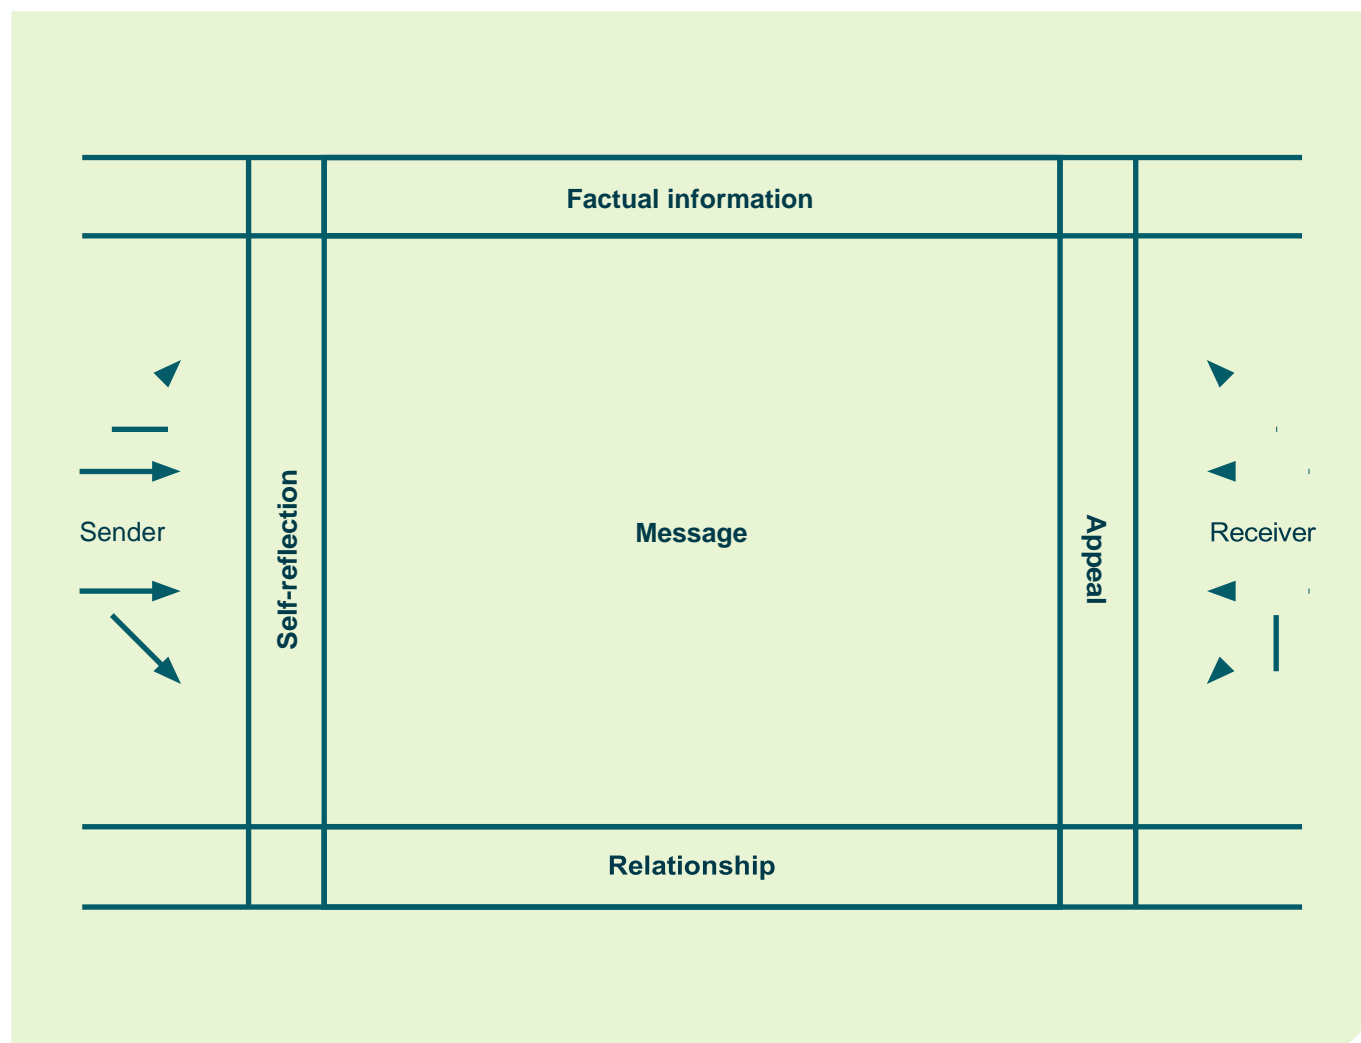 Factual information
Sender
Self-reflection
Message
Appeal
Receiver
Relationship